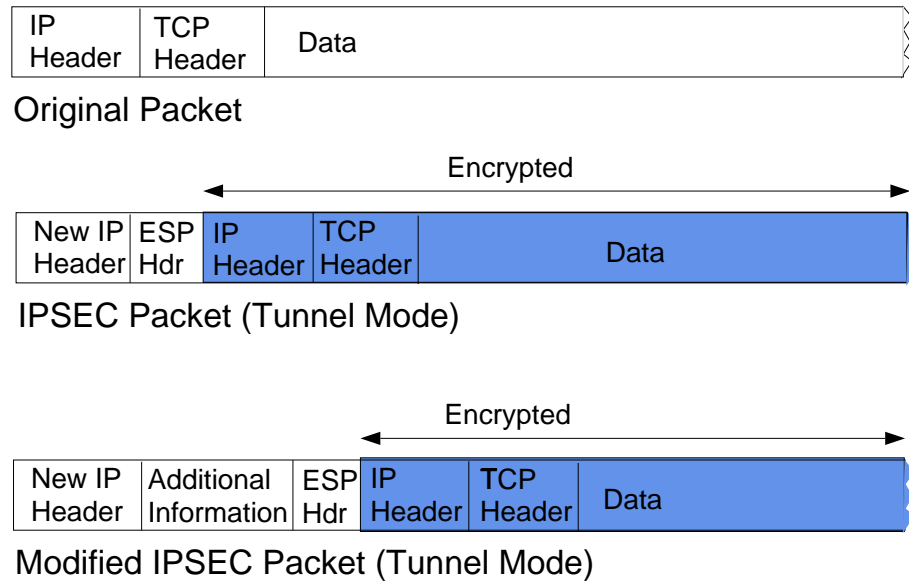 IP Header
TCP Header
Data
Original Packet
Encrypted
New IP Header
ESP Hdr
IP Header
TCP Header
Data
IPSEC Packet (Tunnel Mode)
Encrypted
New IP Header
Additional Information
ESP Hdr
IP Header
TCP Header
Data
Modified IPSEC Packet (Tunnel Mode)